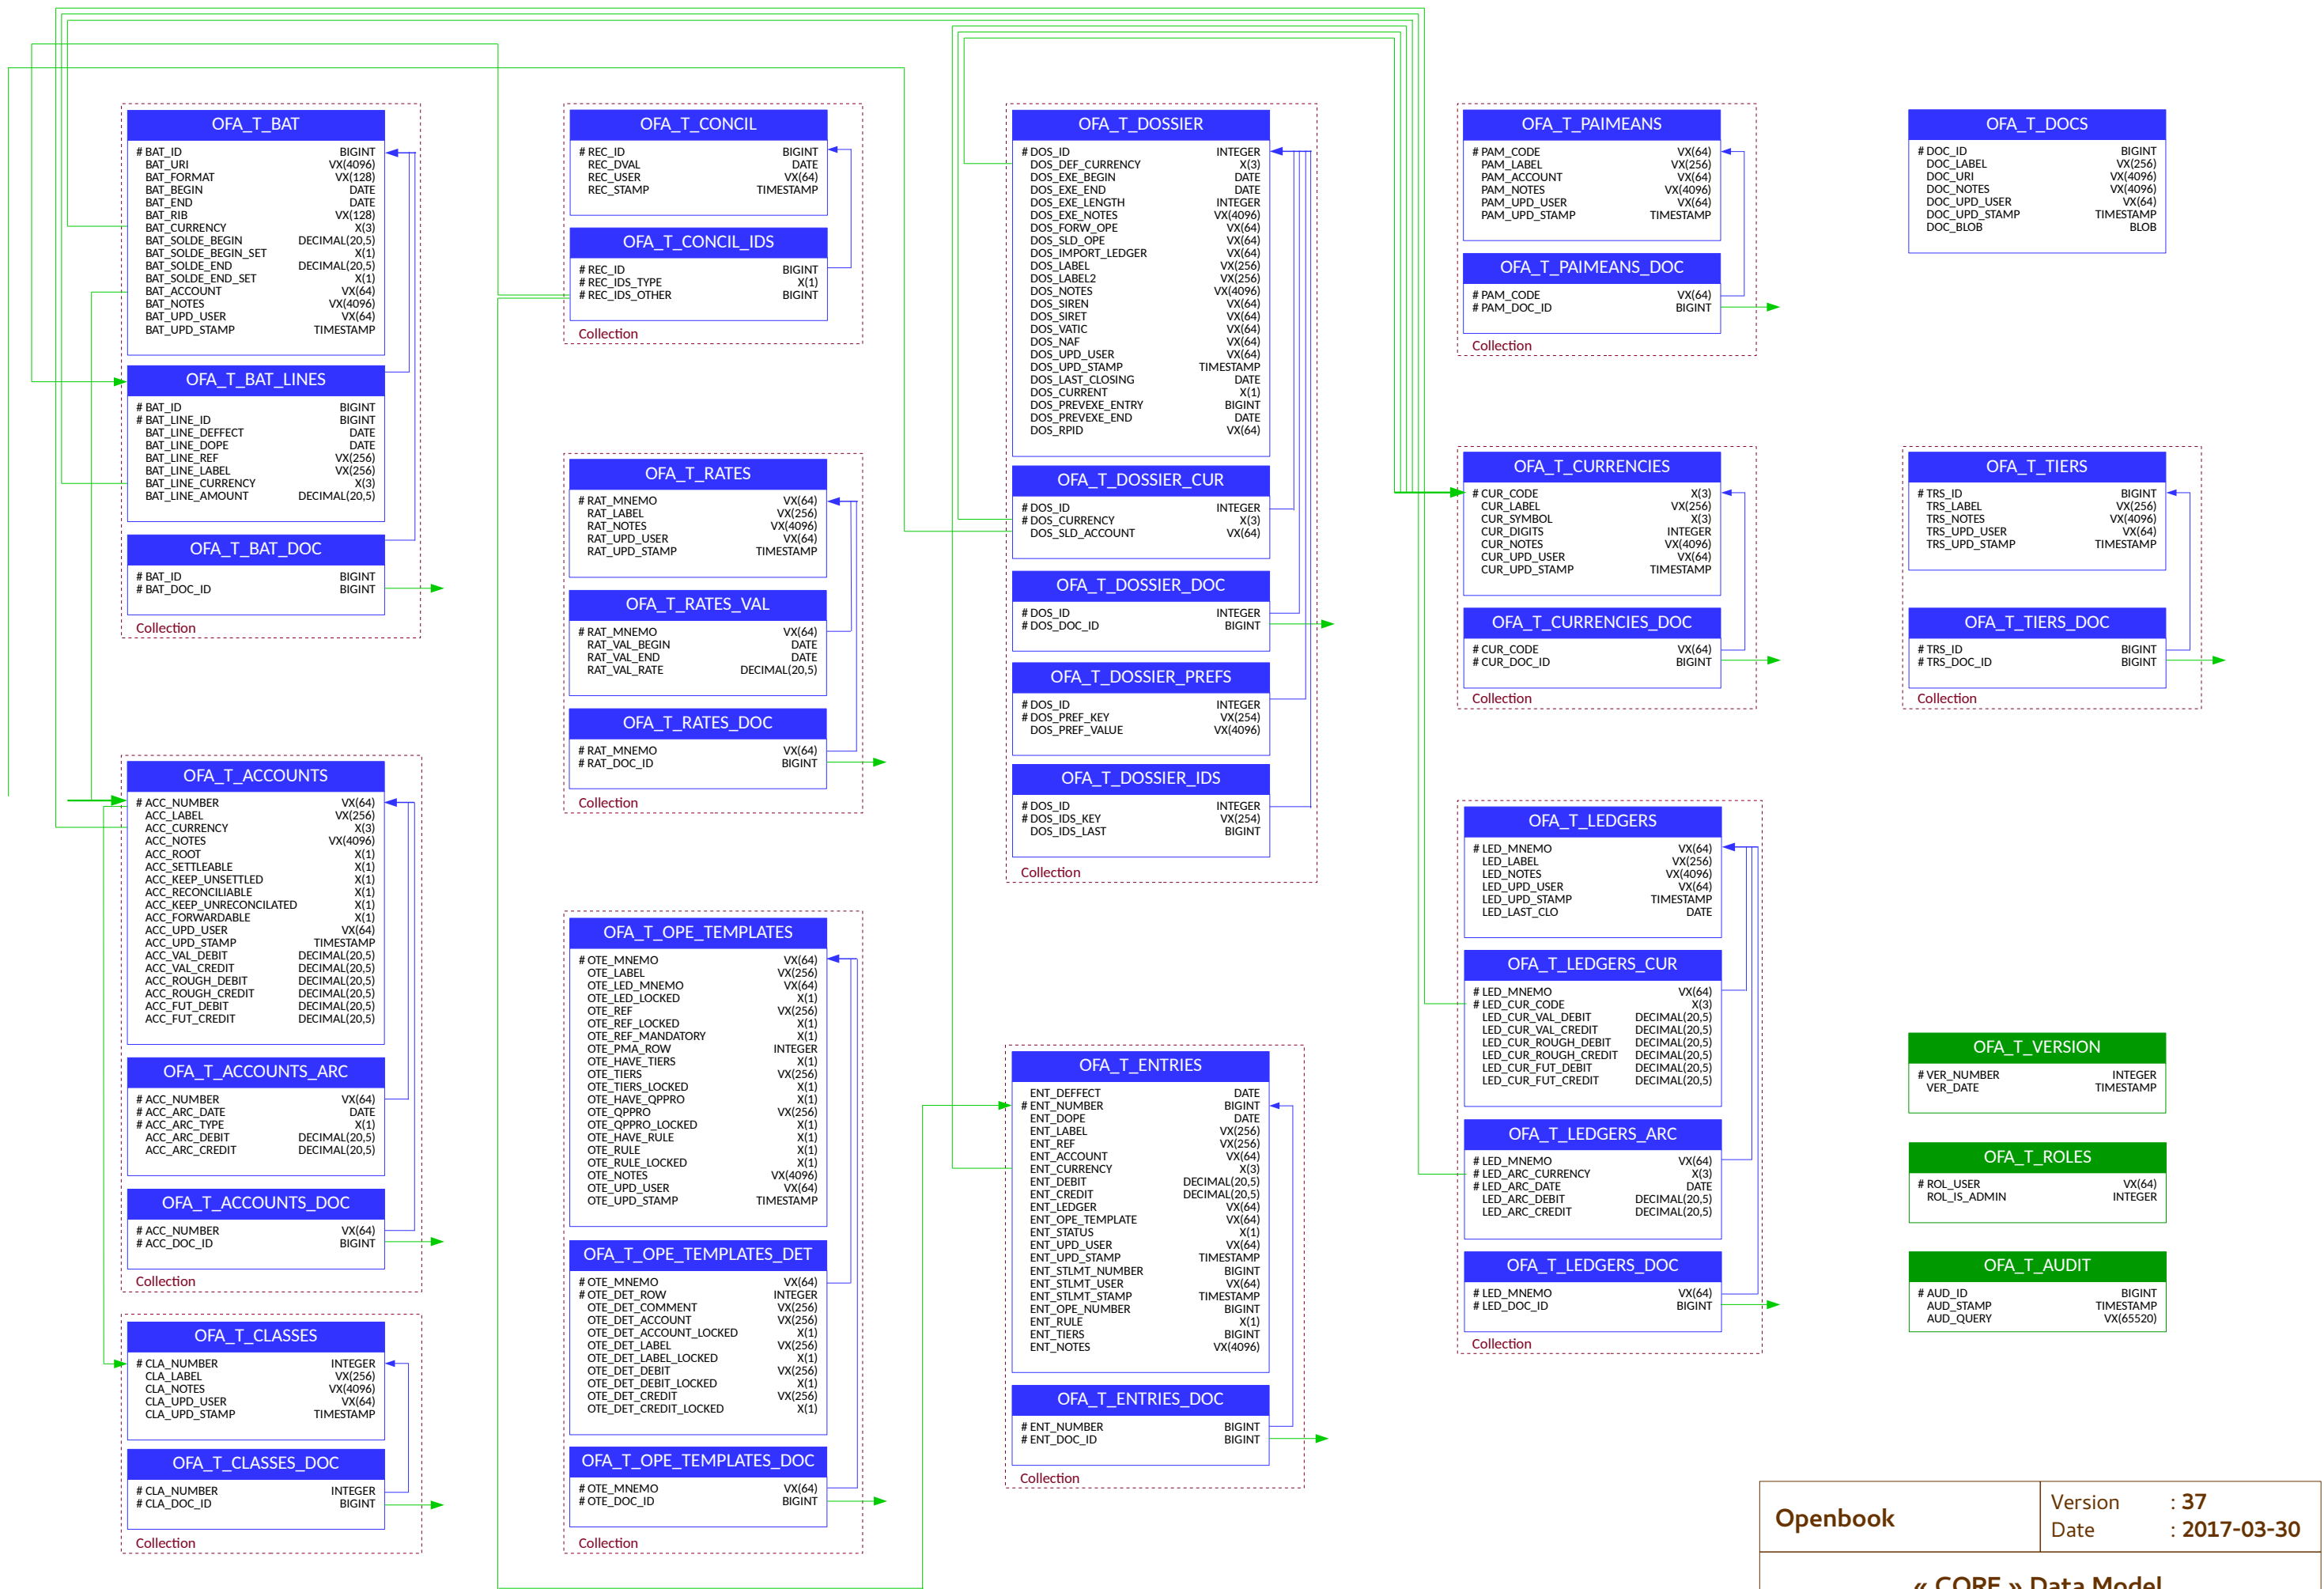 OFA_T_BAT
# BAT_ID BIGINT
BAT_URI VX(4096)
BAT_FORMAT VX(128)
BAT_BEGIN DATE
BAT_END DATE
BAT_RIB VX(128)
BAT_CURRENCY X(3)
BAT_SOLDE_BEGIN DECIMAL(20,5)
BAT_SOLDE_BEGIN_SET X(1)
BAT_SOLDE_END DECIMAL(20,5)
BAT_SOLDE_END_SET X(1)
BAT_ACCOUNT VX(64)
BAT_NOTES VX(4096)
BAT_UPD_USER VX(64)
BAT_UPD_STAMP TIMESTAMP
OFA_T_BAT_LINES
# BAT_ID BIGINT
# BAT_LINE_ID BIGINT
BAT_LINE_DEFFECT DATE
BAT_LINE_DOPE DATE
BAT_LINE_REF VX(256)
BAT_LINE_LABEL VX(256)
BAT_LINE_CURRENCY X(3)
BAT_LINE_AMOUNT DECIMAL(20,5)
OFA_T_BAT_DOC
# BAT_ID BIGINT
# BAT_DOC_ID BIGINT
Collection
OFA_T_ACCOUNTS
# ACC_NUMBER VX(64)
ACC_LABEL VX(256)
ACC_CURRENCY X(3)
ACC_NOTES VX(4096)
ACC_ROOT X(1)
ACC_SETTLEABLE X(1)
ACC_KEEP_UNSETTLED X(1)
ACC_RECONCILIABLE X(1)
ACC_KEEP_UNRECONCILATED X(1)
ACC_FORWARDABLE X(1)
ACC_UPD_USER VX(64)
ACC_UPD_STAMP TIMESTAMP
ACC_VAL_DEBIT DECIMAL(20,5)
ACC_VAL_CREDIT DECIMAL(20,5)
ACC_ROUGH_DEBIT DECIMAL(20,5)
ACC_ROUGH_CREDIT DECIMAL(20,5)
ACC_FUT_DEBIT DECIMAL(20,5)
ACC_FUT_CREDIT DECIMAL(20,5)
OFA_T_ACCOUNTS_ARC
# ACC_NUMBER VX(64)
# ACC_ARC_DATE DATE
# ACC_ARC_TYPE X(1)
ACC_ARC_DEBIT DECIMAL(20,5)
ACC_ARC_CREDIT DECIMAL(20,5)
OFA_T_ACCOUNTS_DOC
# ACC_NUMBER VX(64)
# ACC_DOC_ID BIGINT
Collection
OFA_T_CLASSES
# CLA_NUMBER INTEGER
CLA_LABEL VX(256)
CLA_NOTES VX(4096)
CLA_UPD_USER VX(64)
CLA_UPD_STAMP TIMESTAMP
OFA_T_CLASSES_DOC
# CLA_NUMBER INTEGER
# CLA_DOC_ID BIGINT
Collection
OFA_T_CONCIL
# REC_ID BIGINT
REC_DVAL DATE
REC_USER VX(64)
REC_STAMP TIMESTAMP
OFA_T_CONCIL_IDS
# REC_ID BIGINT
# REC_IDS_TYPE X(1)
# REC_IDS_OTHER BIGINT
Collection
OFA_T_RATES
# RAT_MNEMO VX(64)
RAT_LABEL VX(256)
RAT_NOTES VX(4096)
RAT_UPD_USER VX(64)
RAT_UPD_STAMP TIMESTAMP
OFA_T_RATES_VAL
# RAT_MNEMO VX(64)
RAT_VAL_BEGIN DATE
RAT_VAL_END DATE
RAT_VAL_RATE DECIMAL(20,5)
OFA_T_RATES_DOC
# RAT_MNEMO VX(64)
# RAT_DOC_ID BIGINT
Collection
OFA_T_OPE_TEMPLATES
# OTE_MNEMO VX(64)
OTE_LABEL VX(256)
OTE_LED_MNEMO VX(64)
OTE_LED_LOCKED X(1)
OTE_REF VX(256)
OTE_REF_LOCKED X(1)
OTE_REF_MANDATORY X(1)
OTE_PMA_ROW INTEGER
OTE_HAVE_TIERS X(1)
OTE_TIERS VX(256)
OTE_TIERS_LOCKED X(1)
OTE_HAVE_QPPRO X(1)
OTE_QPPRO VX(256)
OTE_QPPRO_LOCKED X(1)
OTE_HAVE_RULE X(1)
OTE_RULE X(1)
OTE_RULE_LOCKED X(1)
OTE_NOTES VX(4096)
OTE_UPD_USER VX(64)
OTE_UPD_STAMP TIMESTAMP
OFA_T_OPE_TEMPLATES_DET
# OTE_MNEMO VX(64)
# OTE_DET_ROW INTEGER
OTE_DET_COMMENT VX(256)
OTE_DET_ACCOUNT VX(256)
OTE_DET_ACCOUNT_LOCKED X(1)
OTE_DET_LABEL VX(256)
OTE_DET_LABEL_LOCKED X(1)
OTE_DET_DEBIT VX(256)
OTE_DET_DEBIT_LOCKED X(1)
OTE_DET_CREDIT VX(256)
OTE_DET_CREDIT_LOCKED X(1)
OFA_T_OPE_TEMPLATES_DOC
# OTE_MNEMO VX(64)
# OTE_DOC_ID BIGINT
Collection
OFA_T_DOSSIER
# DOS_ID INTEGER
DOS_DEF_CURRENCY X(3)
DOS_EXE_BEGIN DATE
DOS_EXE_END DATE
DOS_EXE_LENGTH INTEGER
DOS_EXE_NOTES VX(4096)
DOS_FORW_OPE VX(64)
DOS_SLD_OPE VX(64)
DOS_IMPORT_LEDGER VX(64)
DOS_LABEL VX(256)
DOS_LABEL2 VX(256)
DOS_NOTES VX(4096)
DOS_SIREN VX(64)
DOS_SIRET VX(64)
DOS_VATIC VX(64)
DOS_NAF VX(64)
DOS_UPD_USER VX(64)
DOS_UPD_STAMP TIMESTAMP
DOS_LAST_CLOSING DATE
DOS_CURRENT X(1)
DOS_PREVEXE_ENTRY BIGINT
DOS_PREVEXE_END DATE
DOS_RPID VX(64)
OFA_T_DOSSIER_CUR
# DOS_ID INTEGER
# DOS_CURRENCY X(3)
DOS_SLD_ACCOUNT VX(64)
OFA_T_DOSSIER_DOC
# DOS_ID INTEGER
# DOS_DOC_ID BIGINT
OFA_T_DOSSIER_PREFS
# DOS_ID INTEGER
# DOS_PREF_KEY VX(254)
DOS_PREF_VALUE VX(4096)
OFA_T_DOSSIER_IDS
# DOS_ID INTEGER
# DOS_IDS_KEY VX(254)
DOS_IDS_LAST BIGINT
Collection
OFA_T_ENTRIES
ENT_DEFFECT DATE
# ENT_NUMBER BIGINT
ENT_DOPE DATE
ENT_LABEL VX(256)
ENT_REF VX(256)
ENT_ACCOUNT VX(64)
ENT_CURRENCY X(3)
ENT_DEBIT DECIMAL(20,5)
ENT_CREDIT DECIMAL(20,5)
ENT_LEDGER VX(64)
ENT_OPE_TEMPLATE VX(64)
ENT_STATUS X(1)
ENT_UPD_USER VX(64)
ENT_UPD_STAMP TIMESTAMP
ENT_STLMT_NUMBER BIGINT
ENT_STLMT_USER VX(64)
ENT_STLMT_STAMP TIMESTAMP
ENT_OPE_NUMBER BIGINT
ENT_RULE X(1)
ENT_TIERS BIGINT
ENT_NOTES VX(4096)
OFA_T_ENTRIES_DOC
# ENT_NUMBER BIGINT
# ENT_DOC_ID BIGINT
Collection
OFA_T_PAIMEANS
# PAM_CODE VX(64)
PAM_LABEL VX(256)
PAM_ACCOUNT VX(64)
PAM_NOTES VX(4096)
PAM_UPD_USER VX(64)
PAM_UPD_STAMP TIMESTAMP
OFA_T_PAIMEANS_DOC
# PAM_CODE VX(64)
# PAM_DOC_ID BIGINT
Collection
OFA_T_CURRENCIES
# CUR_CODE X(3)
CUR_LABEL VX(256)
CUR_SYMBOL X(3)
CUR_DIGITS INTEGER
CUR_NOTES VX(4096)
CUR_UPD_USER VX(64)
CUR_UPD_STAMP TIMESTAMP
OFA_T_CURRENCIES_DOC
# CUR_CODE VX(64)
# CUR_DOC_ID BIGINT
Collection
OFA_T_LEDGERS
# LED_MNEMO VX(64)
LED_LABEL VX(256)
LED_NOTES VX(4096)
LED_UPD_USER VX(64)
LED_UPD_STAMP TIMESTAMP
LED_LAST_CLO DATE
OFA_T_LEDGERS_CUR
# LED_MNEMO VX(64)
# LED_CUR_CODE X(3)
LED_CUR_VAL_DEBIT DECIMAL(20,5)
LED_CUR_VAL_CREDIT DECIMAL(20,5)
LED_CUR_ROUGH_DEBIT DECIMAL(20,5)
LED_CUR_ROUGH_CREDIT DECIMAL(20,5)
LED_CUR_FUT_DEBIT DECIMAL(20,5)
LED_CUR_FUT_CREDIT DECIMAL(20,5)
OFA_T_LEDGERS_ARC
# LED_MNEMO VX(64)
# LED_ARC_CURRENCY X(3)
# LED_ARC_DATE DATE
LED_ARC_DEBIT DECIMAL(20,5)
LED_ARC_CREDIT DECIMAL(20,5)
OFA_T_LEDGERS_DOC
# LED_MNEMO VX(64)
# LED_DOC_ID BIGINT
Collection
OFA_T_DOCS
# DOC_ID BIGINT
DOC_LABEL VX(256)
DOC_URI VX(4096)
DOC_NOTES VX(4096)
DOC_UPD_USER VX(64)
DOC_UPD_STAMP TIMESTAMP
DOC_BLOB BLOB
OFA_T_TIERS
# TRS_ID BIGINT
TRS_LABEL VX(256)
TRS_NOTES VX(4096)
TRS_UPD_USER VX(64)
TRS_UPD_STAMP TIMESTAMP
OFA_T_TIERS_DOC
# TRS_ID BIGINT
# TRS_DOC_ID BIGINT
Collection
OFA_T_VERSION
# VER_NUMBER INTEGER
VER_DATE TIMESTAMP
OFA_T_ROLES
# ROL_USER VX(64)
ROL_IS_ADMIN INTEGER
OFA_T_AUDIT
# AUD_ID BIGINT
AUD_STAMP TIMESTAMP
AUD_QUERY VX(65520)
Openbook
Version : 37
Date : 2017-03-30
« CORE » Data Model